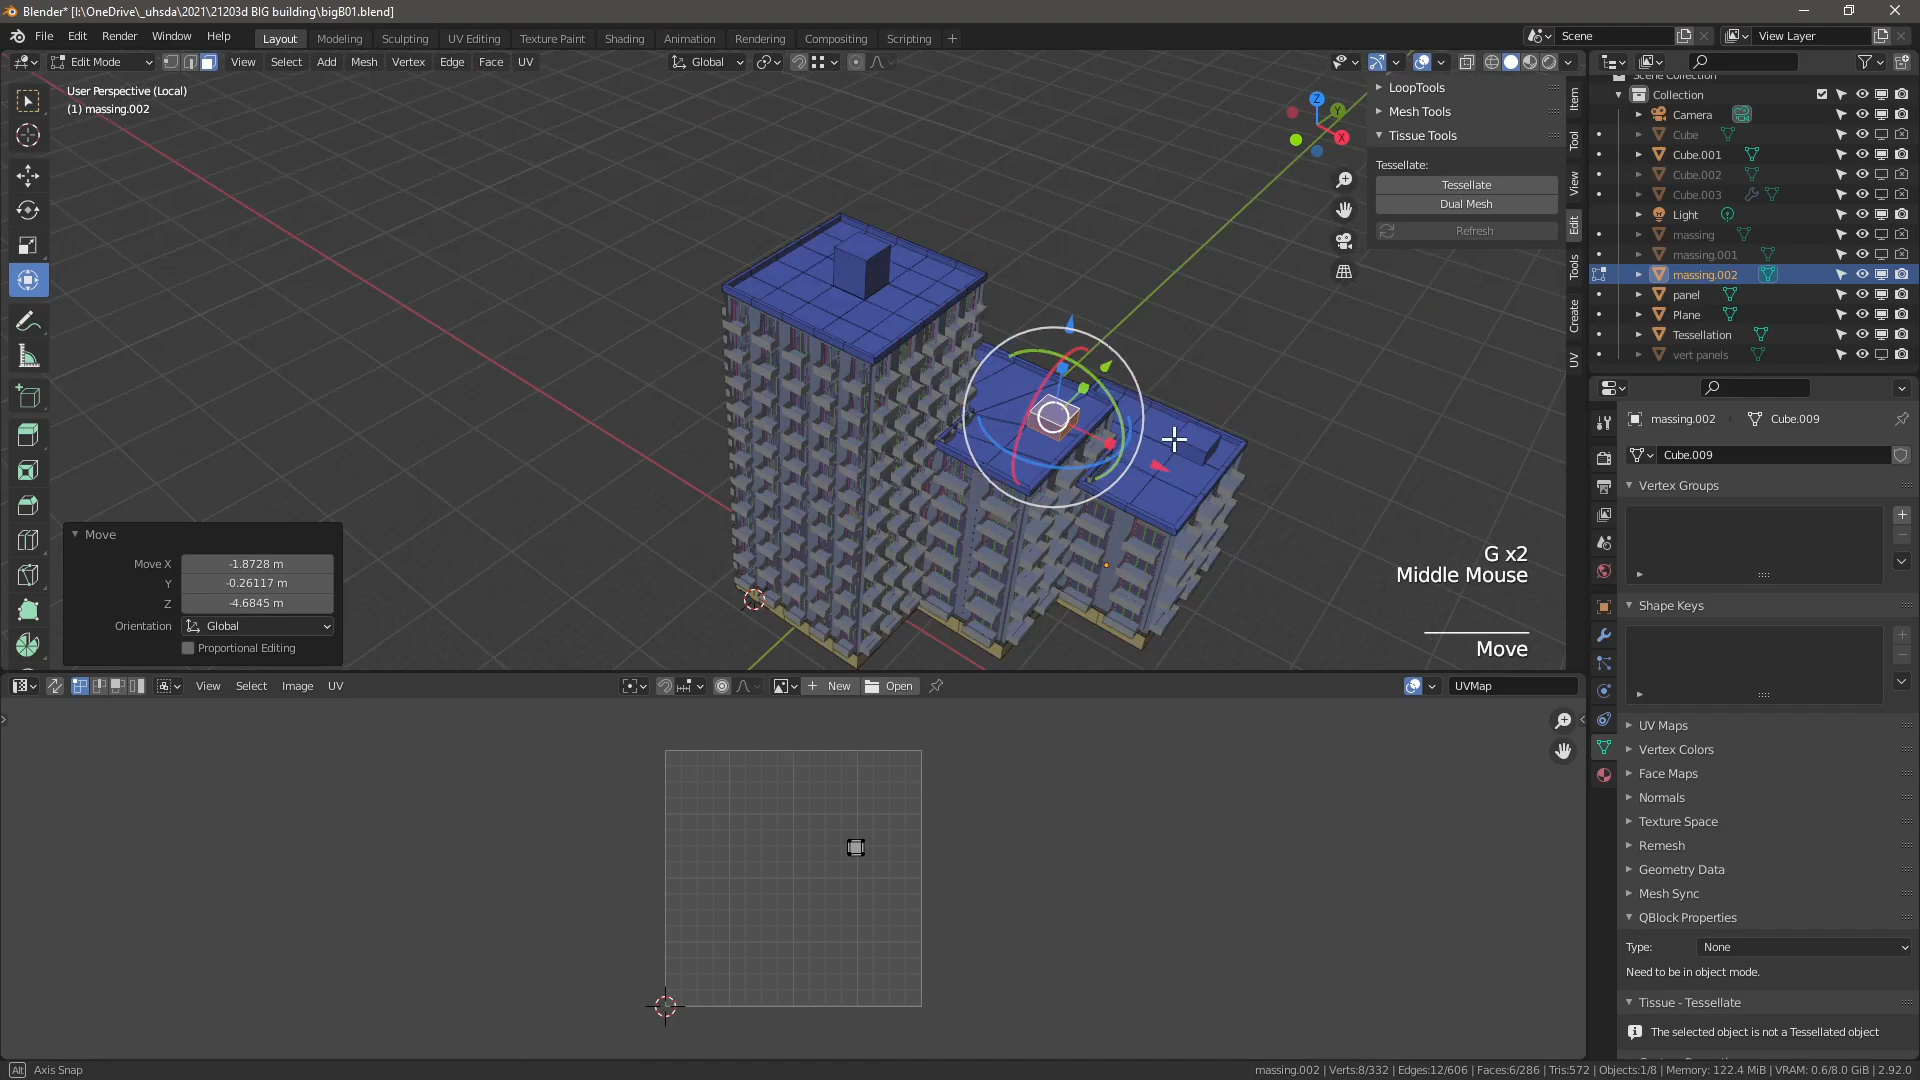 Blender* [I:\OneDrive\_uhsda\2021\21203d BIG building\bigB01.blend]
File Edit Render Window Help Layout Modeling Sculpting UV Editing Texture Paint Shading Animation Rendering Compositing Scripting + Scene View Layer
Edit Mode View Select Add Mesh Vertex Edge Face UV Global
User Perspective (Local)
(1) massing.002
LoopTools
Mesh Tools
Tissue Tools
Tessellate:
Tessellate
Dual Mesh
Refresh
Item
Tool
View
Edit
Tools
Create
UV
Z
Y
X
Collection
Camera
Cube
Cube.001
Cube.002
Cube.003
Light
massing
massing.001
massing.002
panel
Plane
Tessellation
vert panels
Move
Move X -1.8728 m
Y -0.26117 m
Z -4.6845 m
Orientation Global
Proportional Editing
G x2
Middle Mouse
Move
massing.002 Cube.009
Cube.009
Vertex Groups
Shape Keys
UV Maps
Vertex Colors
Face Maps
Normals
Texture Space
Remesh
Geometry Data
Mesh Sync
QBlock Properties
Type: None
Need to be in object mode.
Tissue - Tessellate
The selected object is not a Tessellated object
View Select Image UV New Open UVMap
Alt Axis Snap
massing.002 | Verts:8/332 | Edges:12/606 | Faces:6/286 | Tris:572 | Objects:1/8 | Memory: 122.4 MiB | VRAM: 0.6/8.0 GiB | 2.92.0